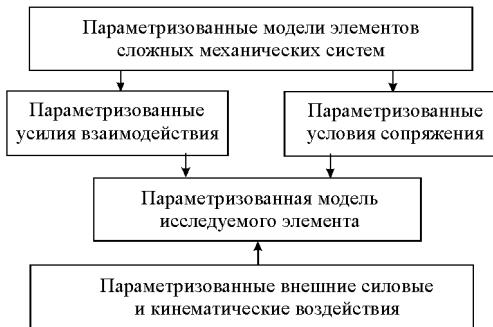 Параметризованные модели элементов
сложных механических систем
Параметризованные
усилия взаимодействия
Параметризованные
условия сопряжения
Параметризованная модель
исследуемого элемента
Параметризованные внешние силовые
и кинематические воздействия